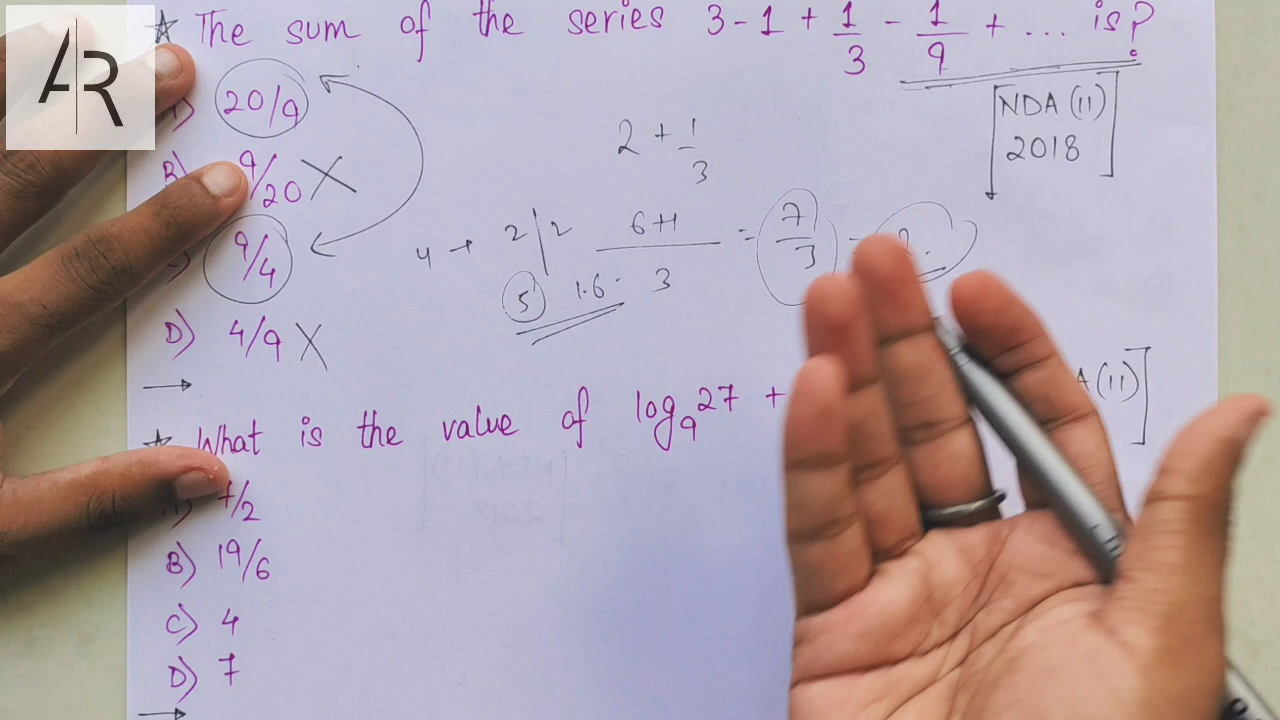 AR
☆ The sum of the series 3 - 1 + 1/3 - 1/9 + ... is?
A) 20/9
B) 9/20 X
9/4
D) 4/9 X
[NDA (II) 2018]
2 + 1/3
4 → 2/2 6+1/3 = 7/3 =
5 1.6
☆ What is the value of log₉27 +
(II)]
7/2
B) 19/6
C) 4
D) 7